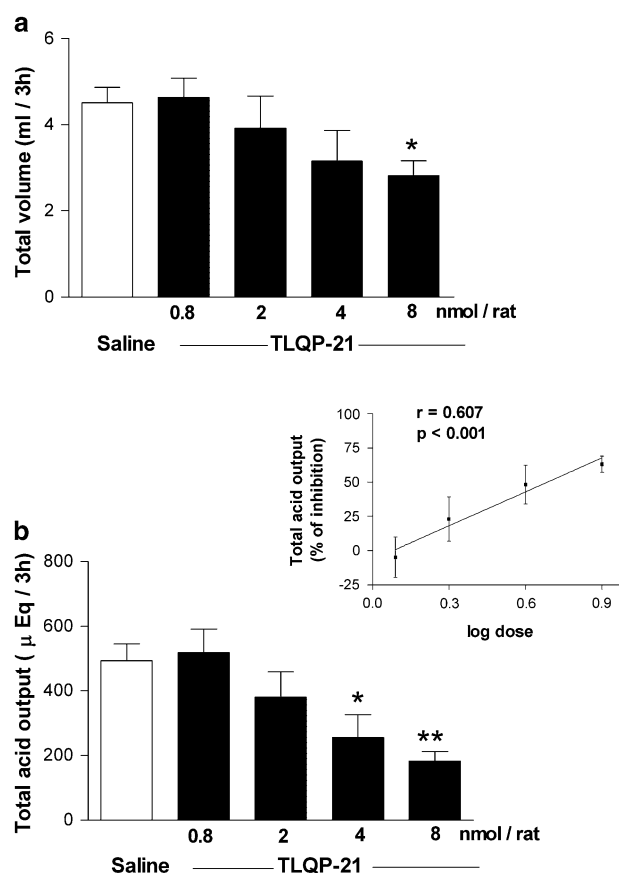 a
Total volume (ml / 3h)
6
4
2
0
*
0.8 2 4 8 nmol / rat
Saline TLQP-21
r = 0.607
p < 0.001
Total acid output
(% of inhibition)
100
75
50
25
0
-25
0.0 0.3 0.6 0.9
log dose
b
Total acid output ( μ Eq / 3h)
800
600
400
200
0
* **
0.8 2 4 8 nmol / rat
Saline TLQP-21